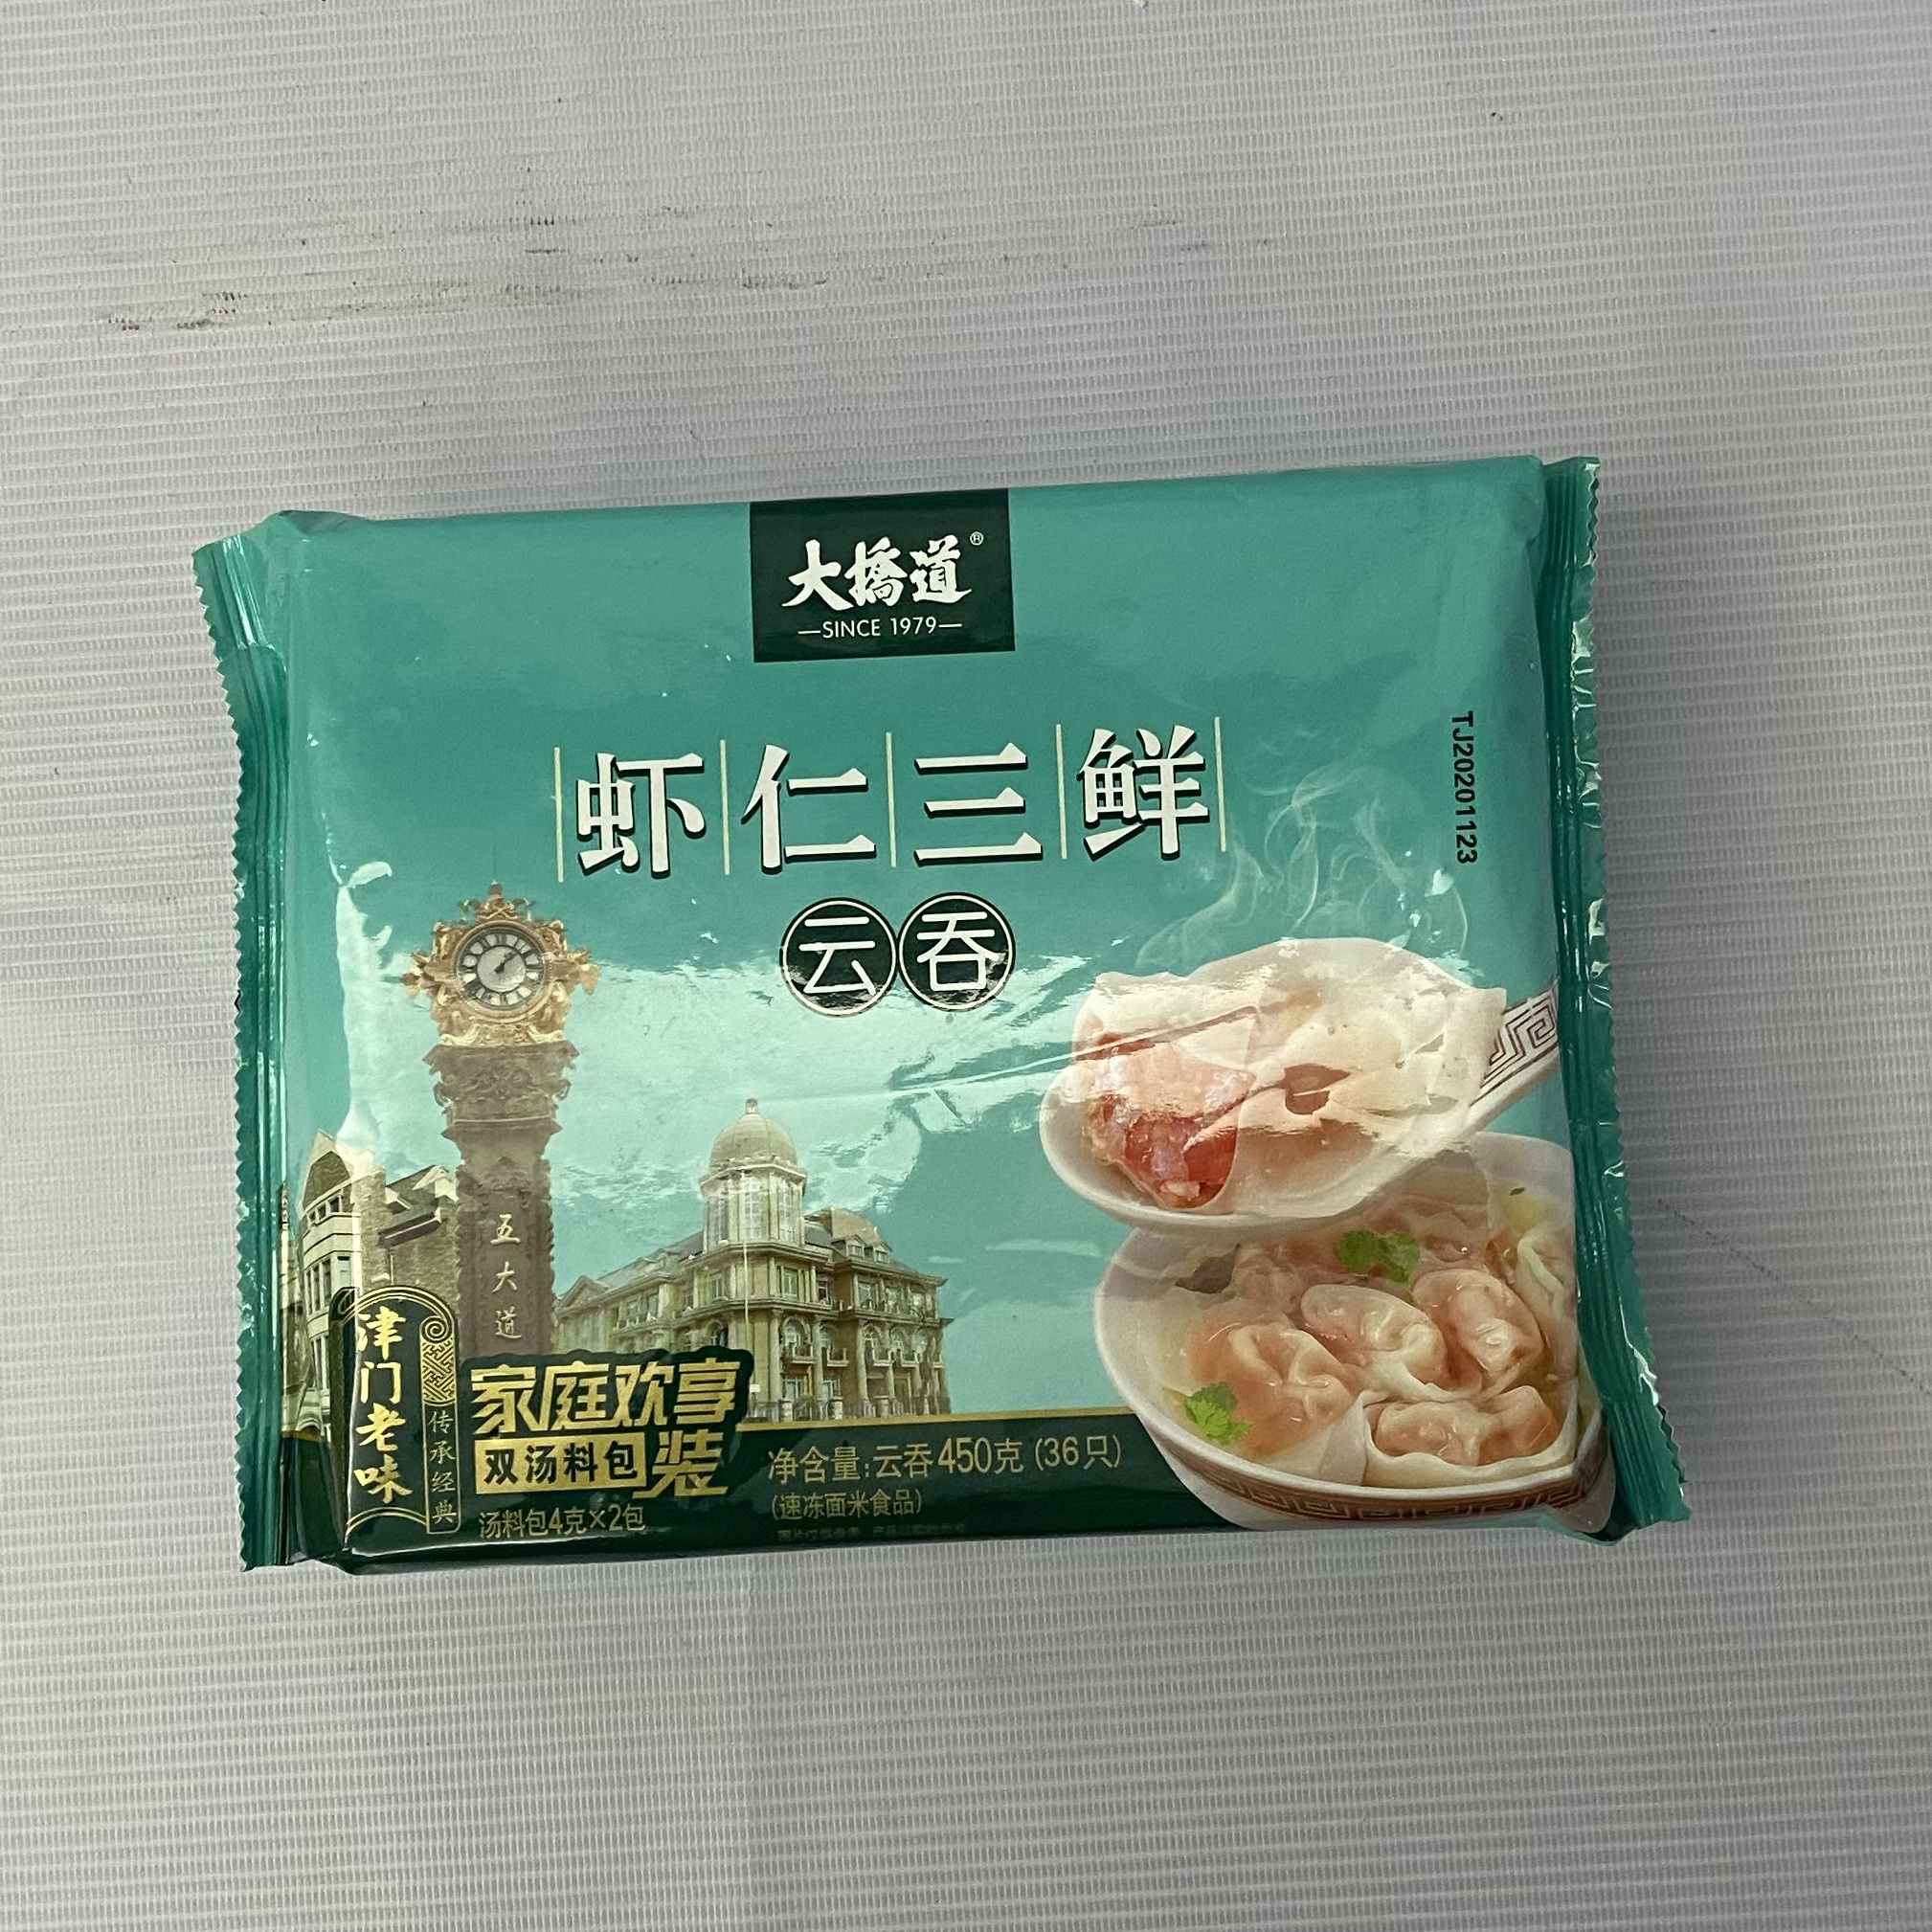 大橋道®
—SINCE 1979—
虾仁三鲜
云吞
TJ20201123
五大道
津门老味
传承经典
家庭欢享装
双汤料包
汤料包4克×2包
净含量:云吞450克(36只)
(速冻面米食品)